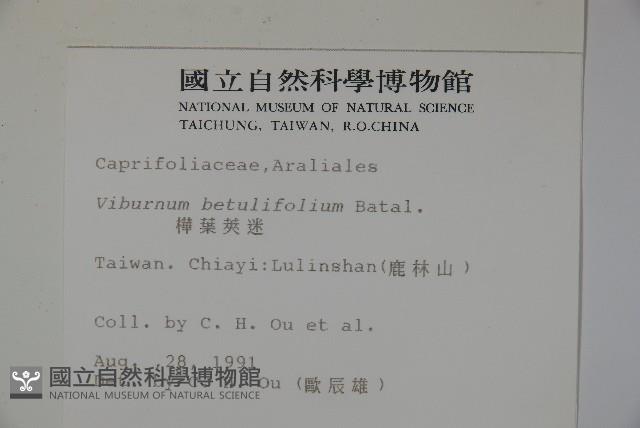 國立自然科學博物館
NATIONAL MUSEUM OF NATURAL SCIENCE
TAICHUNG, TAIWAN, R.O.CHINA
Caprifoliaceae,Araliales
Viburnum betulifolium Batal.
樺葉莢迷
Taiwan. Chiayi:Lulinshan(鹿林山)
Coll. by C. H. Ou et al.
Aug. 28, 1991
Ou (歐辰雄)
國立自然科學博物館
NATIONAL MUSEUM OF NATURAL SCIENCE